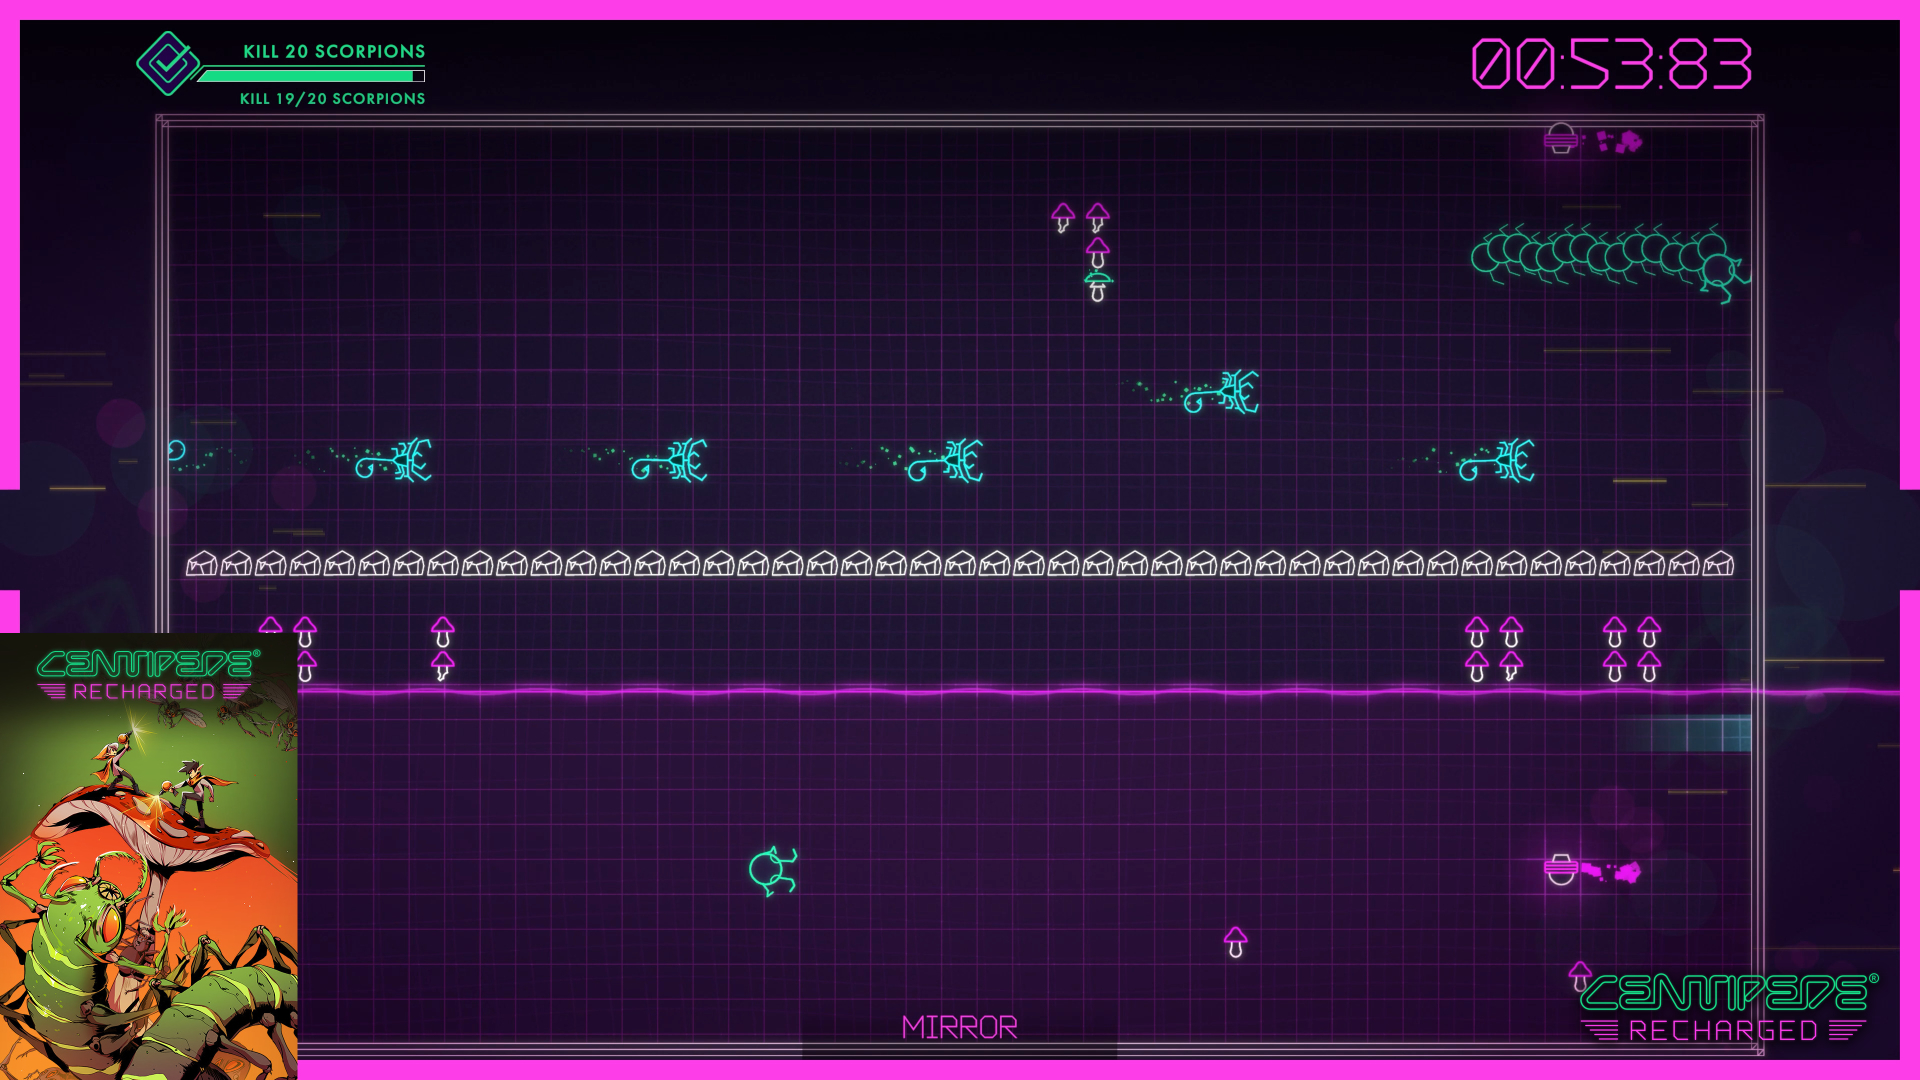 KILL 20 SCORPIONS
KILL 19/20 SCORPIONS
00:53:83
CENTIPEDE®
RECHARGED
MIRROR
CENTIPEDE®
RECHARGED